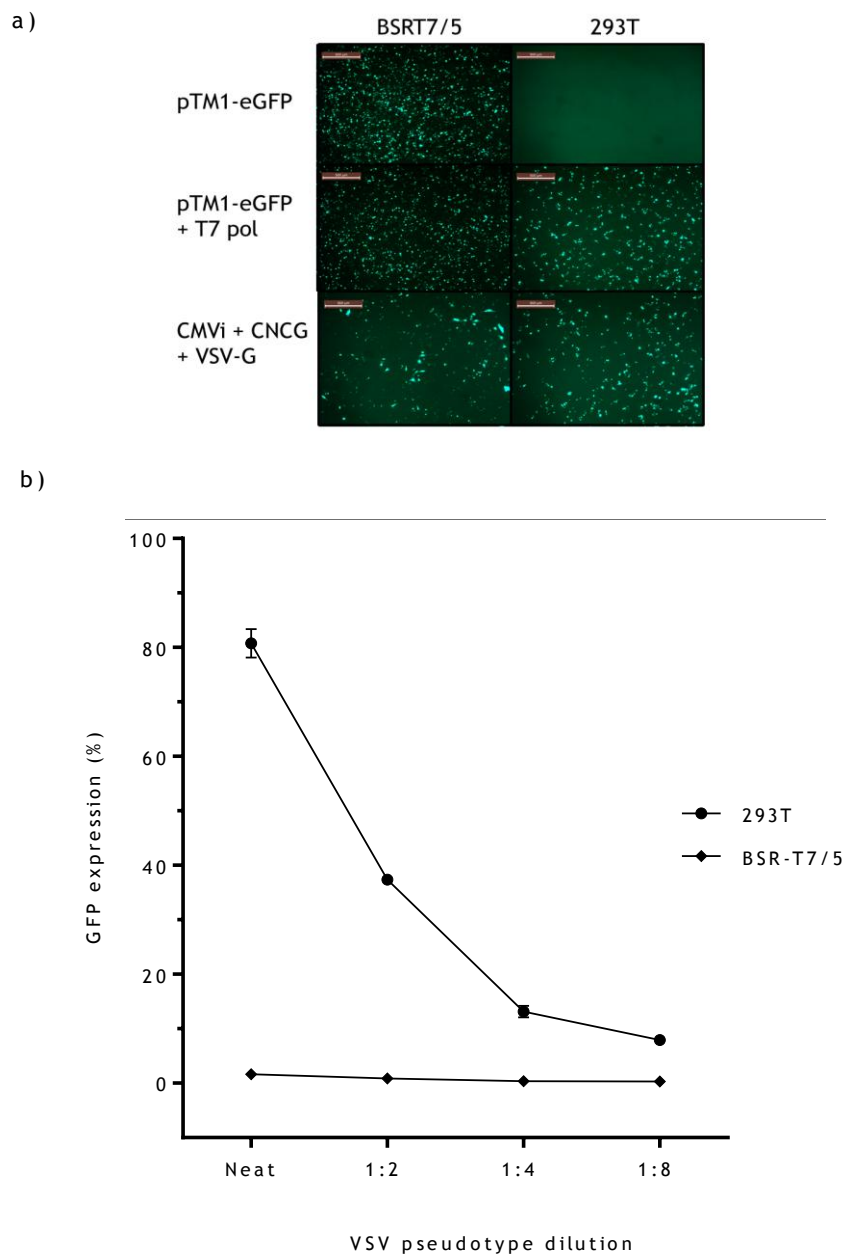 a)
BSRT7/5 293T
pTM1-eGFP
pTM1-eGFP
+ T7 pol
CMVi + CNCG
+ VSV-G
b)
100
80
60
40
20
0
GFP expression (%)
293T
BSR-T7/5
Neat 1:2 1:4 1:8
VSV pseudotype dilution